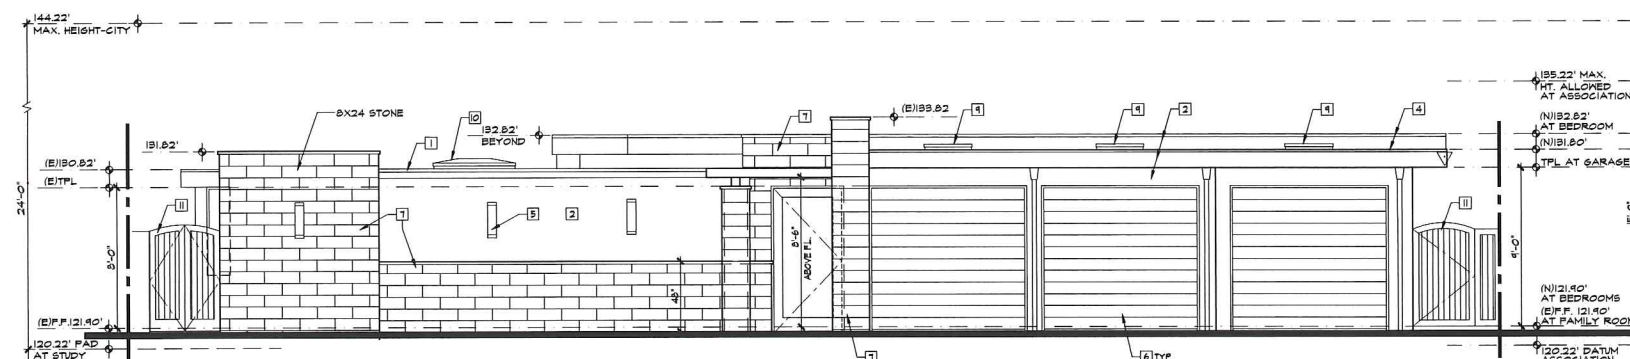 144.22'
MAX. HEIGHT-CITY
24'-0"
(E)130.82'
(E)TPL
8'-0"
11
(E)F.F.121.90'
120.22' PAD
AT STUDY
131.82'
8X24 STONE
10
1
132.82'
BEYOND
7
5
2
7
43"
8'-6"
ABOVE F.L.
(E)133.82
9
9
2
9
4
7
6 TYP
11
135.22' MAX.
HT. ALLOWED
AT ASSOCIATION
(N)132.82'
AT BEDROOM
(N)131.80'
TPL AT GARAGE
9'-0"
(N)121.90'
AT BEDROOMS
(E)F.F. 121.90'
AT FAMILY ROOM
120.22' DATUM
ASSOCIATION